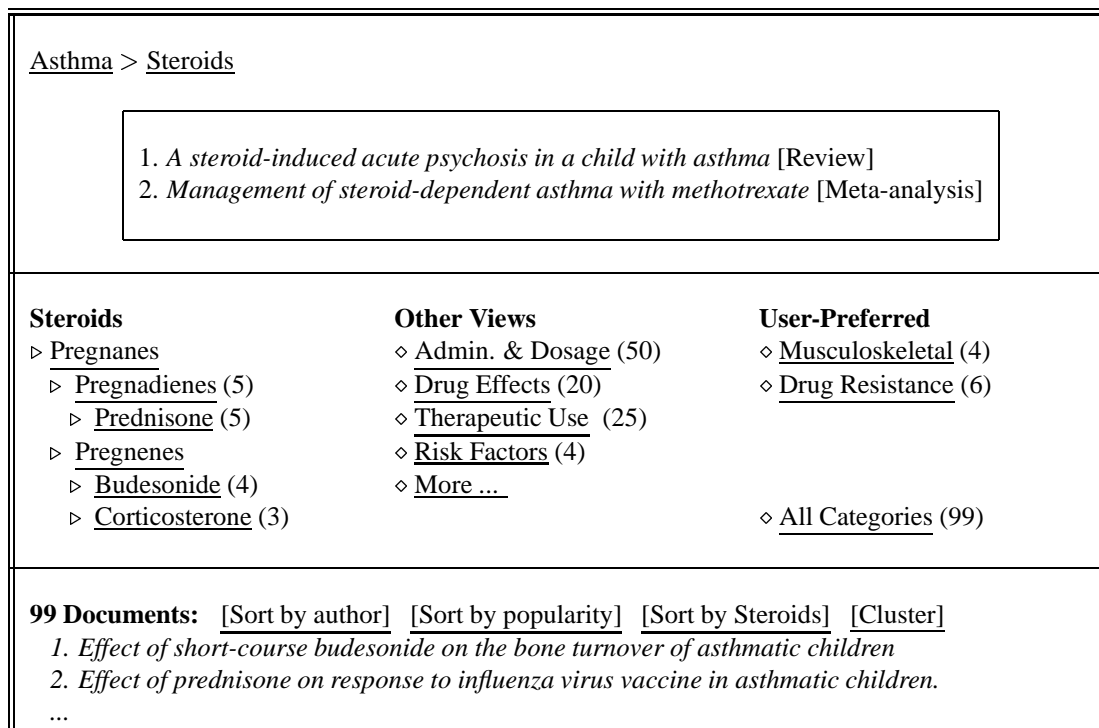 Asthma > Steroids
1. A steroid-induced acute psychosis in a child with asthma [Review]
2. Management of steroid-dependent asthma with methotrexate [Meta-analysis]
Steroids
▷ Pregnanes
▷ Pregnadienes (5)
▷ Prednisone (5)
▷ Pregnenes
▷ Budesonide (4)
▷ Corticosterone (3)
Other Views
⋄ Admin. & Dosage (50)
⋄ Drug Effects (20)
⋄ Therapeutic Use (25)
⋄ Risk Factors (4)
⋄ More ...
User-Preferred
⋄ Musculoskeletal (4)
⋄ Drug Resistance (6)
⋄ All Categories (99)
99 Documents: [Sort by author] [Sort by popularity] [Sort by Steroids] [Cluster]
1. Effect of short-course budesonide on the bone turnover of asthmatic children
2. Effect of prednisone on response to influenza virus vaccine in asthmatic children.
...